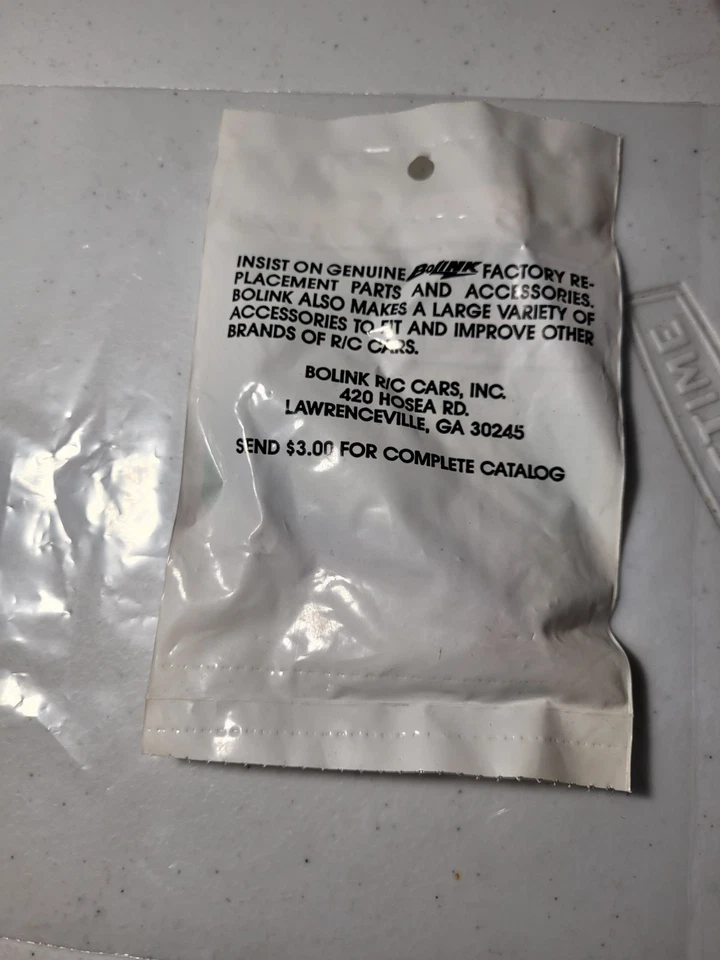 INSIST ON GENUINE BOLINK FACTORY RE-
PLACEMENT PARTS AND ACCESSORIES.
BOLINK ALSO MAKES A LARGE VARIETY OF
ACCESSORIES TO FIT AND IMPROVE OTHER
BRANDS OF R/C CARS.
BOLINK R/C CARS, INC.
420 HOSEA RD.
LAWRENCEVILLE, GA 30245
SEND $3.00 FOR COMPLETE CATALOG
TIME